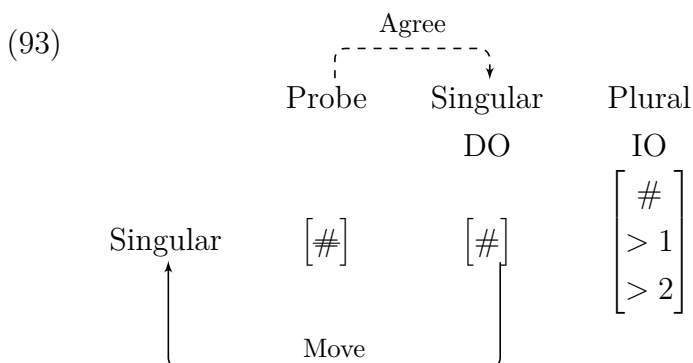 (93)
Agree
Probe Singular Plural
DO IO
Singular [#] [#] [# > 1 > 2]
Move